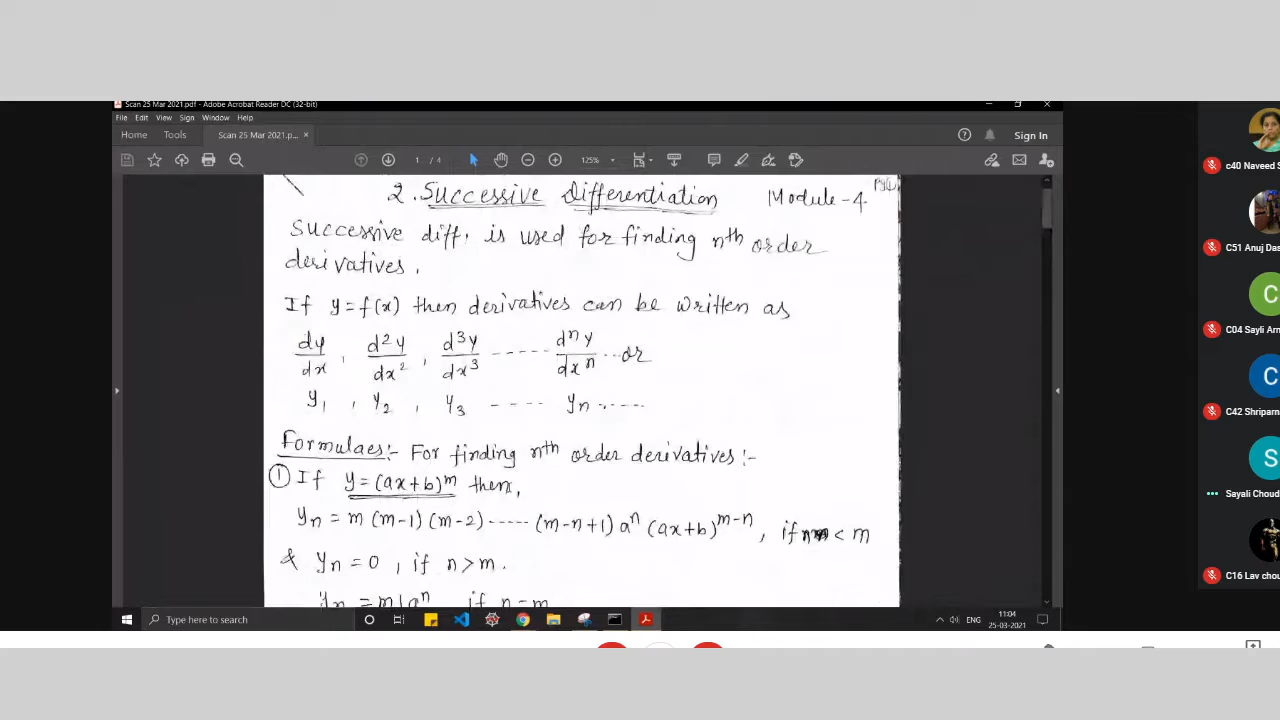 Scan 25 Mar 2021.pdf - Adobe Acrobat Reader DC (32-bit)
File Edit View Sign Window Help
Home Tools Scan 25 Mar 2021.p... × Sign In
1 / 4 125%
2. Successive Differentiation Module-4.
Successive diff. is used for finding nth order
derivatives.
If y=f(x) then derivatives can be written as
dy/dx , d²y/dx² , d³y/dx³ ----- dⁿy/dxⁿ ...or
y₁ , y₂ , y₃ ----- yn .....
Formulaes:- For finding nth order derivatives:-
① If y=(ax+b)^m then,
yn = m(m-1)(m-2)-----(m-n+1)aⁿ(ax+b)^m-n , if < m
& yn = 0 , if n>m.
yn = m!aⁿ if n=m
c40 Naveed S
C51 Anuj Das
C
C04 Sayli Arn
C
C42 Shriparn
S
Sayali Choud
C16 Lav chou
Type here to search
ENG
11:04
25-03-2021